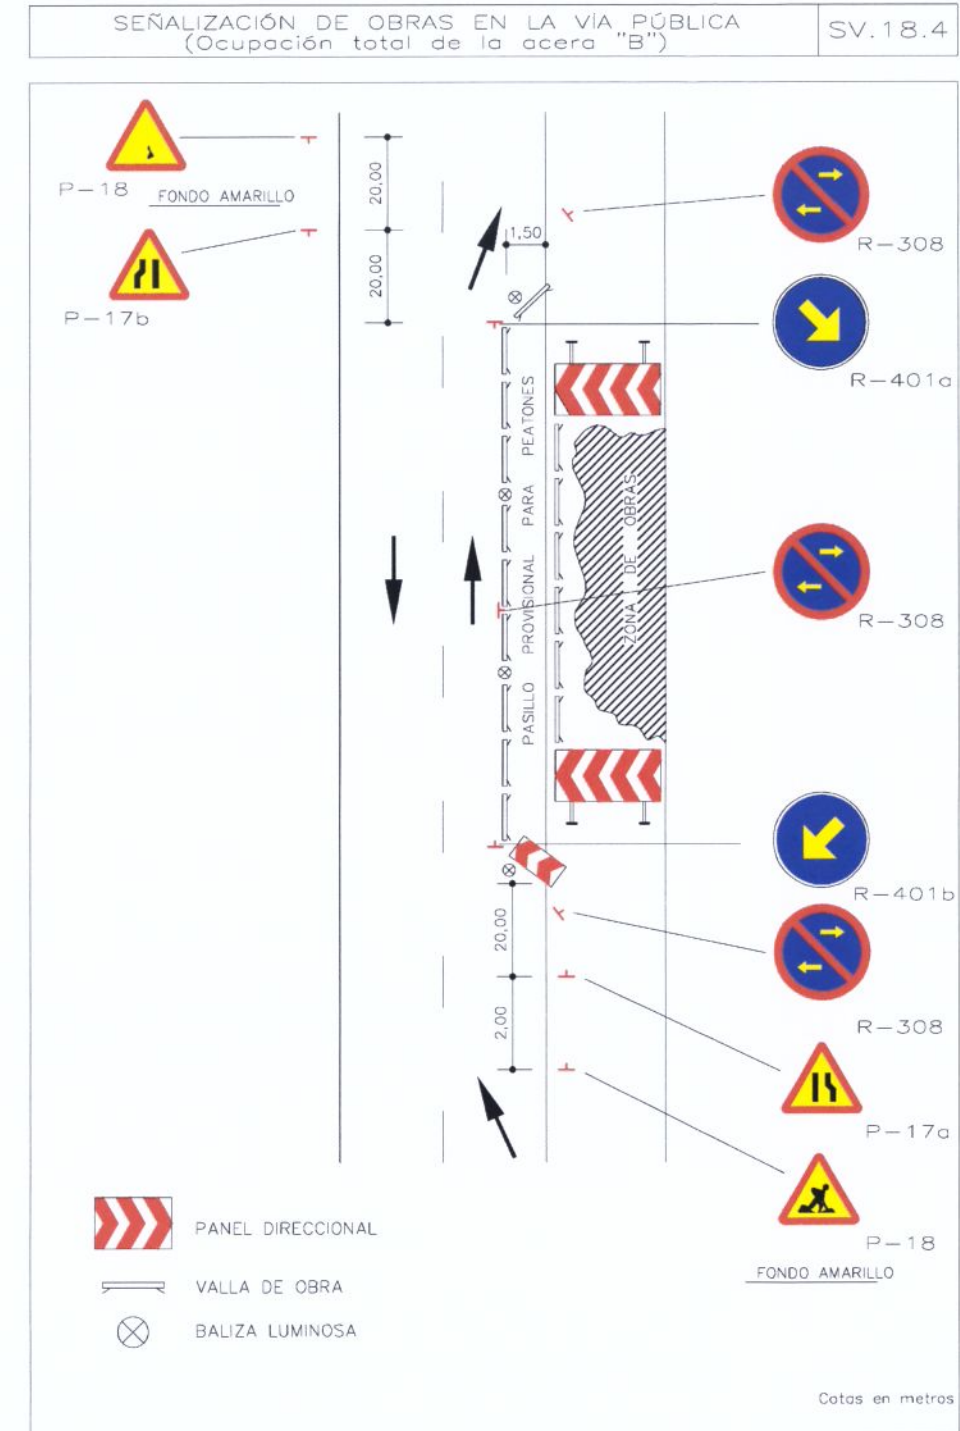 SEÑALIZACIÓN DE OBRAS EN LA VÍA PÚBLICA
(Ocupación total de la acera "B")
SV.18.4
P-18
FONDO AMARILLO
P-17b
20,00
20,00
1,50
R-308
R-401a
PASILLO PROVISIONAL PARA PEATONES
ZONA DE OBRAS
R-308
R-401b
20,00
R-308
2,00
P-17a
P-18
FONDO AMARILLO
PANEL DIRECCIONAL
VALLA DE OBRA
BALIZA LUMINOSA
Cotas en metros